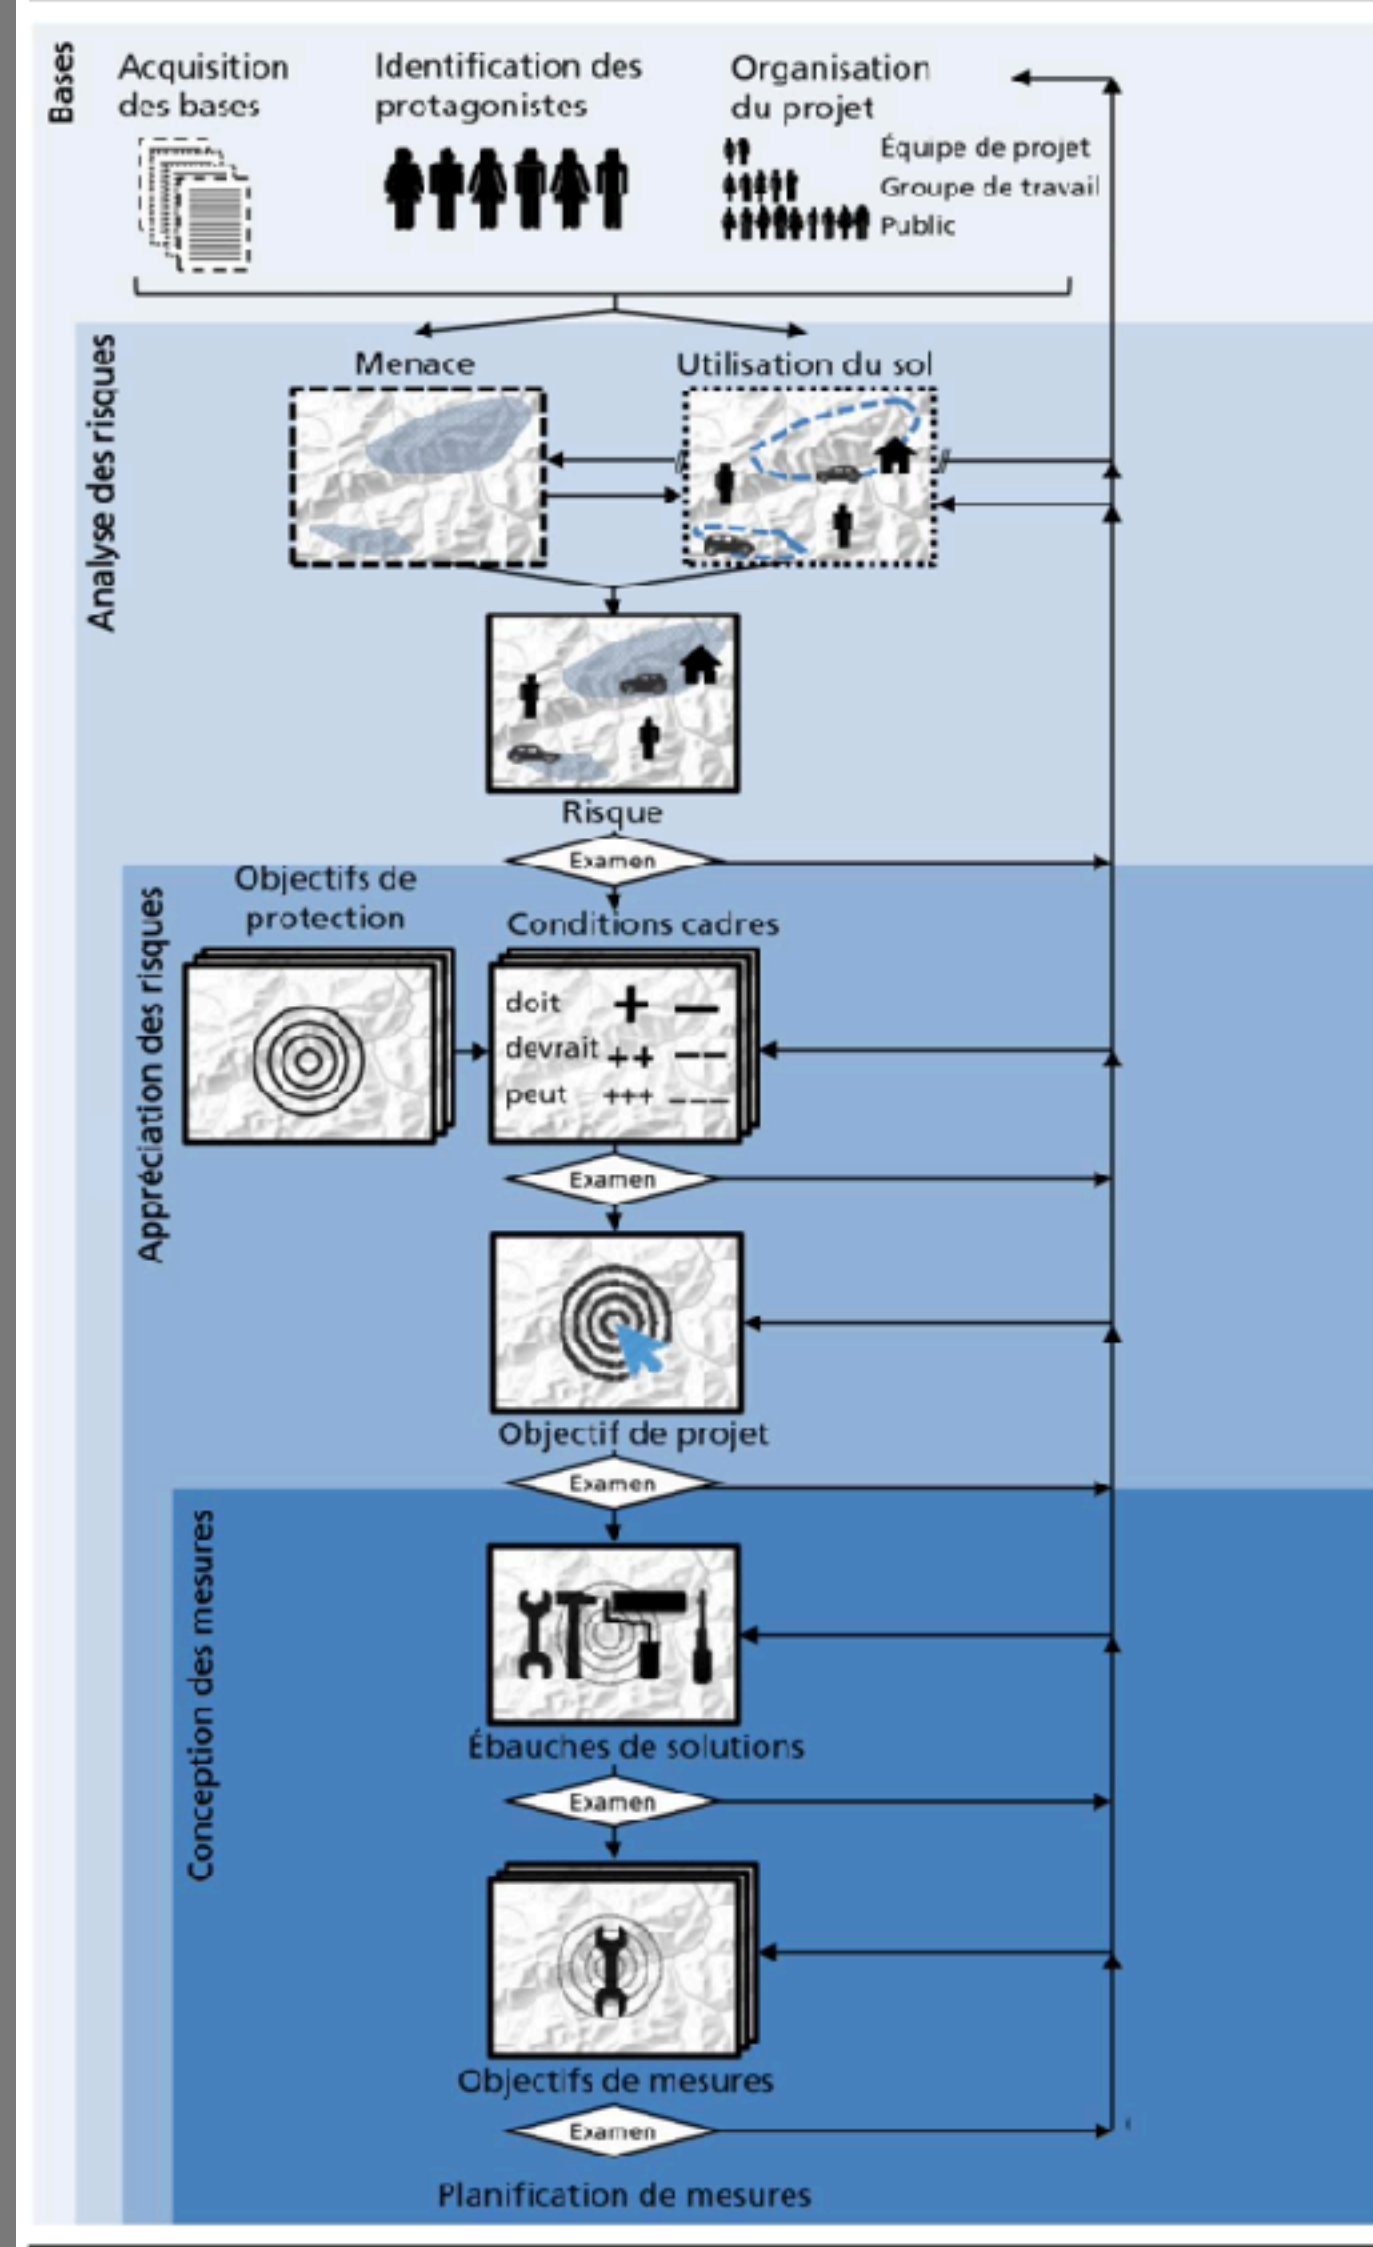 Bases
Acquisition
des bases
Identification des
protagonistes
Organisation
du projet
Équipe de projet
Groupe de travail
Public
Analyse des risques
Menace
Utilisation du sol
Risque
Examen
Appréciation des risques
Objectifs de
protection
Conditions cadres
doit + —
devrait ++ −−
peut +++ −−−
Examen
Objectif de projet
Examen
Conception des mesures
Ébauches de solutions
Examen
Objectifs de mesures
Examen
Planification de mesures